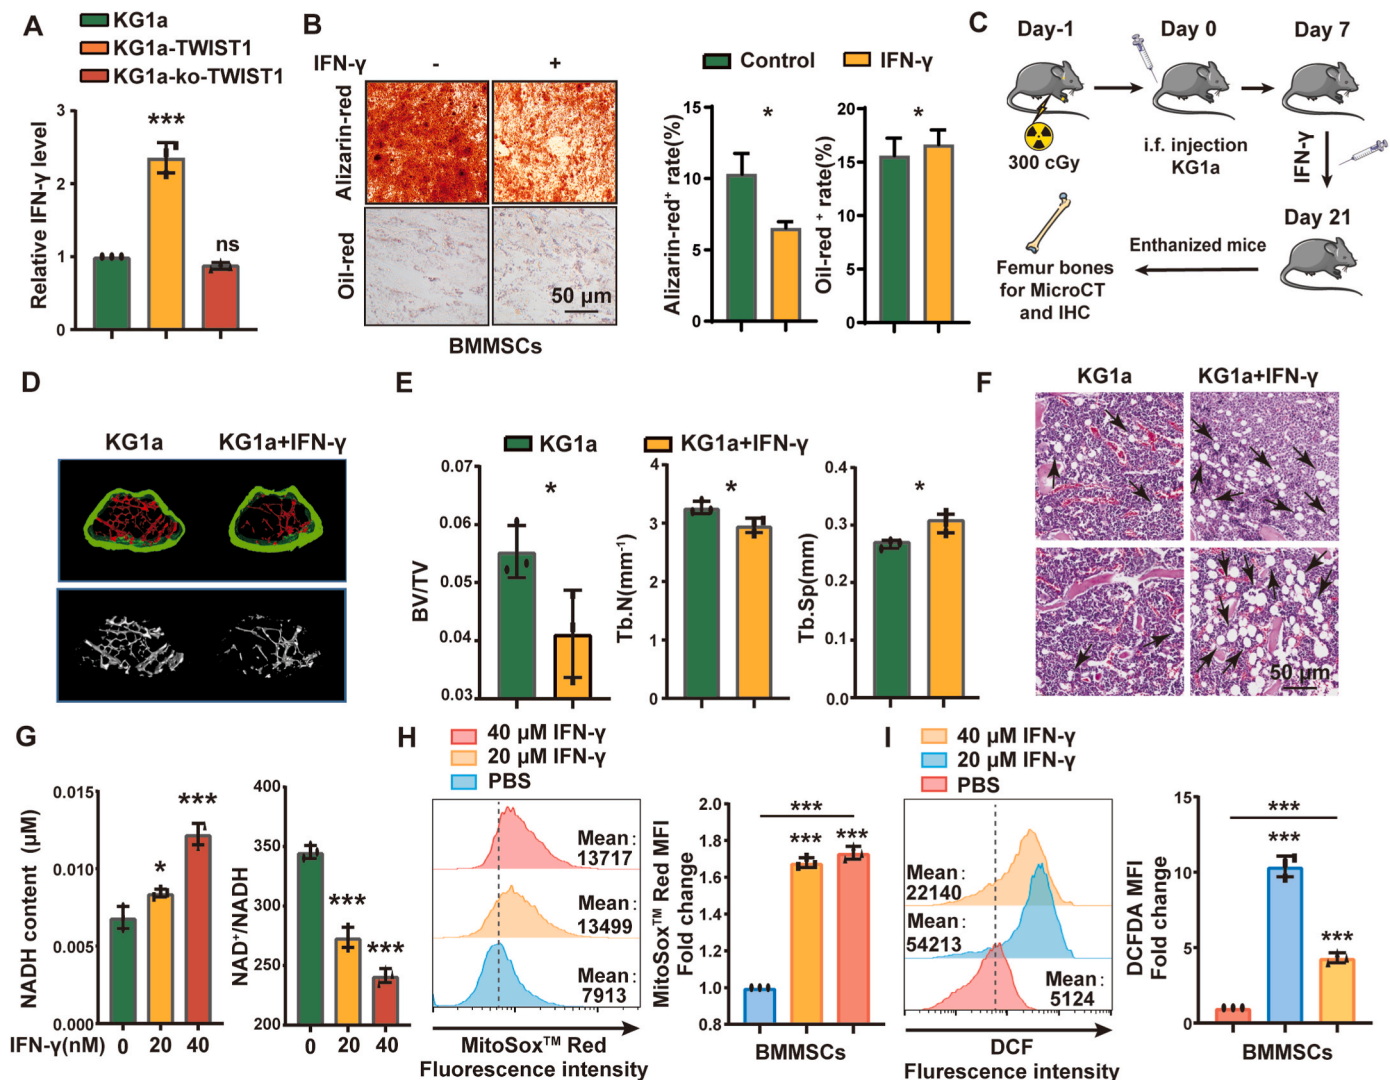 A
KG1a
KG1a-TWIST1
KG1a-ko-TWIST1
Relative IFN-γ level
3
2
1
0
***
ns
B
IFN-γ - +
Alizarin-red
Oil-red
50 μm
BMMSCs
Control IFN-γ
Alizarin-red⁺ rate(%)
15
10
5
0
*
Oil-red ⁺ rate(%)
20
15
10
5
0
*
C
Day-1 Day 0 Day 7
300 cGy
i.f. injection
KG1a
IFN-γ
Day 21
Enthanized mice
Femur bones
for MicroCT
and IHC
D
KG1a KG1a+IFN-γ
E
KG1a KG1a+IFN-γ
BV/TV
0.07
0.06
0.05
0.04
0.03
*
Tb.N(mm⁻¹)
4
3
2
1
0
*
Tb.Sp(mm)
0.4
0.3
0.2
0.1
0.0
*
F
KG1a KG1a+IFN-γ
50 μm
G
NADH content (μM)
0.015
0.010
0.005
0.000
*
***
IFN-γ(nM) 0 20 40
NAD⁺/NADH
400
350
300
250
200
***
***
0 20 40
H
40 μM IFN-γ
20 μM IFN-γ
PBS
Mean:
13717
Mean:
13499
Mean:
7913
MitoSox™ Red
Fluorescence intensity
MitoSox™ Red MFI
Fold change
2.0
1.8
1.6
1.4
1.2
1.0
0.8
***
***
***
BMMSCs
I
40 μM IFN-γ
20 μM IFN-γ
PBS
Mean:
22140
Mean:
54213
Mean:
5124
DCF
Flurescence intensity
DCFDA MFI
Fold change
15
10
5
0
***
***
***
BMMSCs